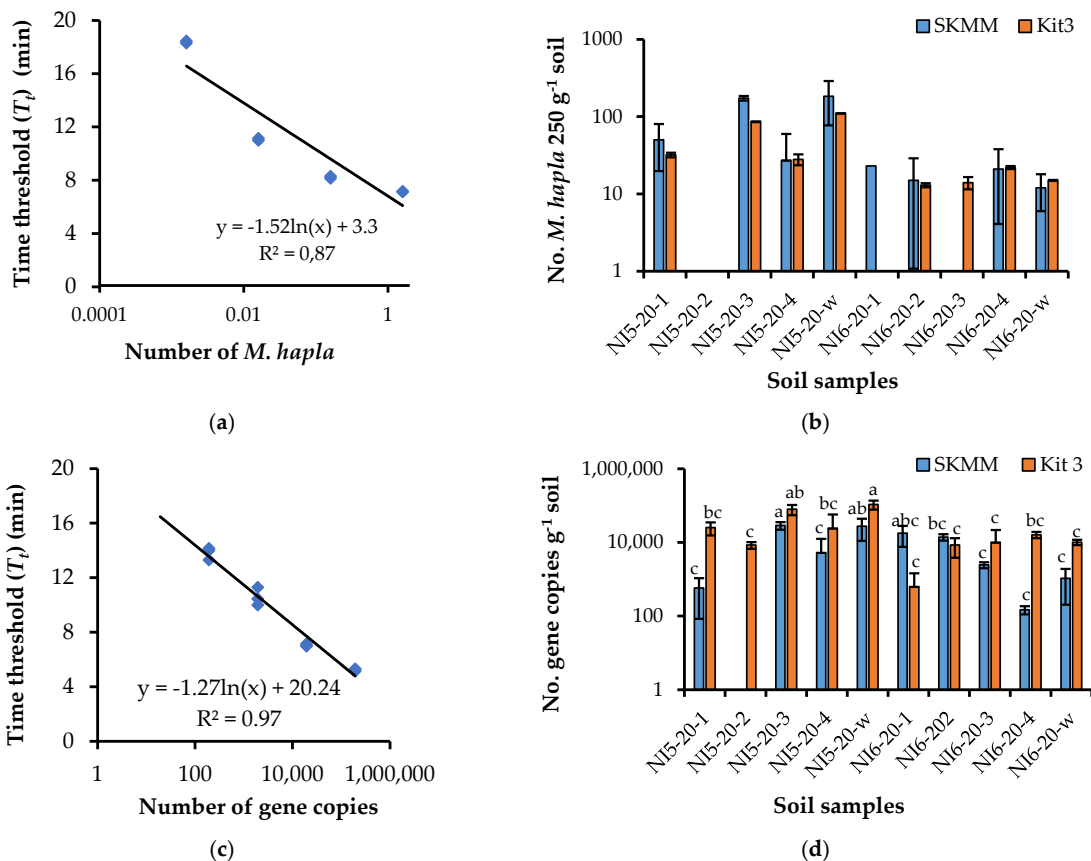 20
16
12
8
4
0
0.0001
0.01
1
Time threshold (Tt) (min)
y = -1.52ln(x) + 3.3
R² = 0,87
Number of M. hapla
(a)
SKMM
Kit3
1000
100
10
1
No. M. hapla 250 g⁻¹ soil
NI5-20-1
NI5-20-2
NI5-20-3
NI5-20-4
NI5-20-w
NI6-20-1
NI6-20-2
NI6-20-3
NI6-20-4
NI6-20-w
Soil samples
(b)
20
16
12
8
4
0
1
100
10,000
1,000,000
Time threshold (Tt) (min)
y = -1.27ln(x) + 20.24
R² = 0.97
Number of gene copies
(c)
SKMM
Kit 3
1,000,000
10,000
100
1
No. gene copies g⁻¹ soil
c
bc
c
a
ab
c
bc
ab
a
abc
c
bc
c
c
c
c
bc
c
c
NI5-20-1
NI5-20-2
NI5-20-3
NI5-20-4
NI5-20-w
NI6-20-1
NI6-202
NI6-20-3
NI6-20-4
NI6-20-w
Soil samples
(d)